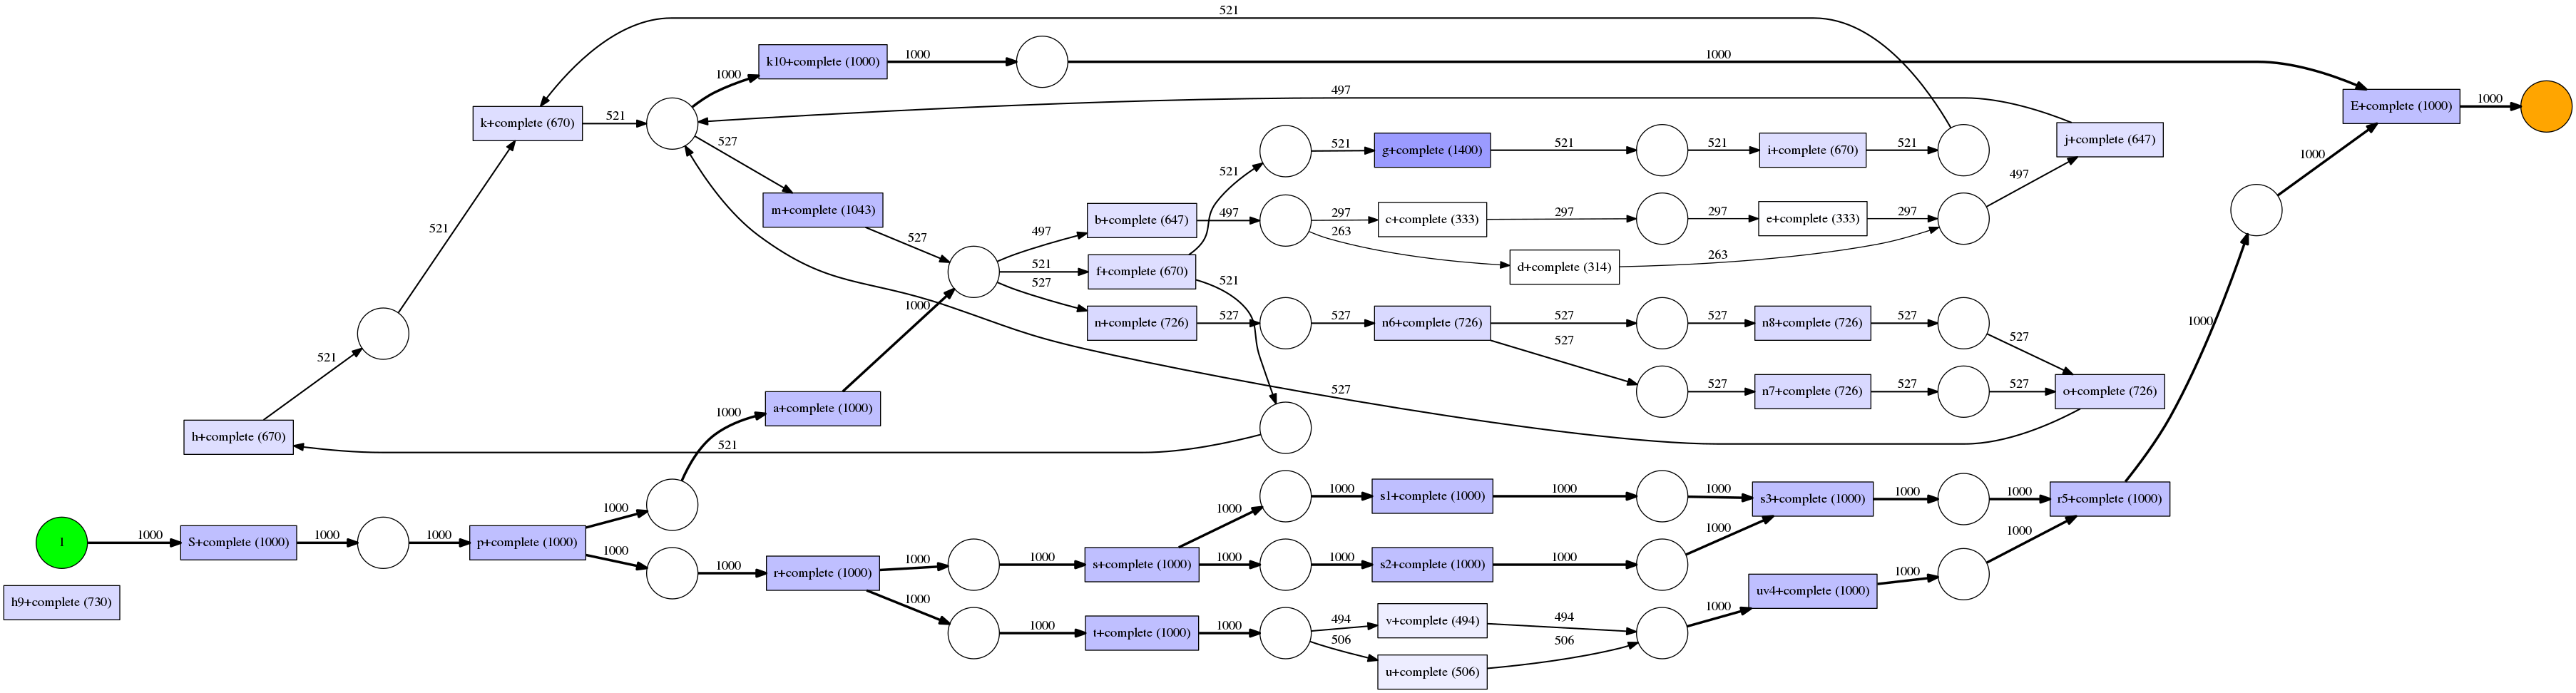 521
k10+complete (1000)
1000
1000
1000
E+complete (1000)
1000
497
k+complete (670)
521
527
521
g+complete (1400)
521
521
i+complete (670)
521
j+complete (647)
1000
521
497
m+complete (1043)
b+complete (647)
497
297
c+complete (333)
297
297
e+complete (333)
297
521
527
497
263
263
d+complete (314)
521
f+complete (670)
521
527
1000
n+complete (726)
527
527
n6+complete (726)
527
527
n8+complete (726)
527
527
1000
521
527
527
n7+complete (726)
527
527
o+complete (726)
527
a+complete (1000)
1000
h+complete (670)
521
1000
s1+complete (1000)
1000
1000
s3+complete (1000)
1000
1000
r5+complete (1000)
1000
1000
1
1000
S+complete (1000)
1000
1000
p+complete (1000)
1000
1000
1000
1000
r+complete (1000)
1000
1000
s+complete (1000)
1000
1000
s2+complete (1000)
1000
1000
uv4+complete (1000)
1000
h9+complete (730)
1000
1000
t+complete (1000)
1000
494
v+complete (494)
494
1000
506
u+complete (506)
506